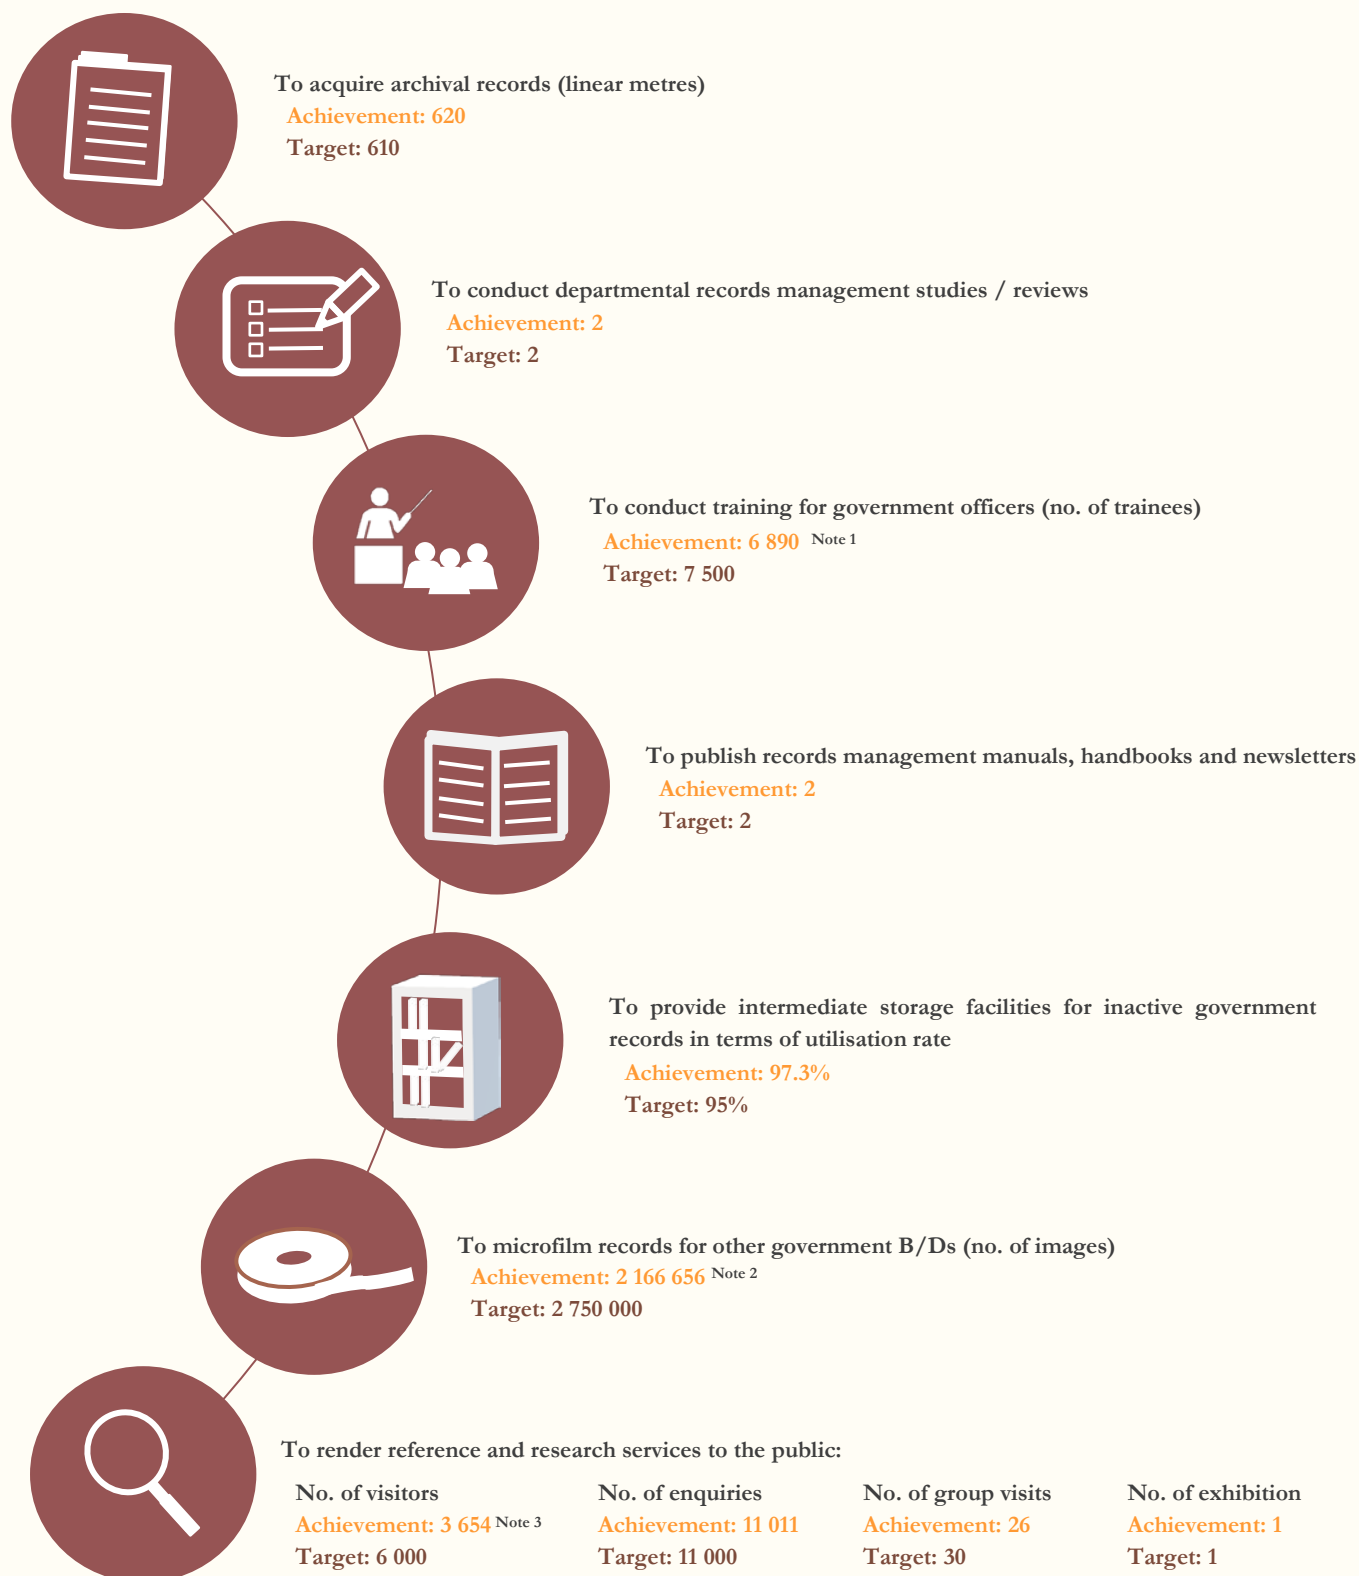 To acquire archival records (linear metres)
Achievement: 620
Target: 610
To conduct departmental records management studies / reviews
Achievement: 2
Target: 2
To conduct training for government officers (no. of trainees)
Achievement: 6 890 Note 1
Target: 7 500
To publish records management manuals, handbooks and newsletters
Achievement: 2
Target: 2
To provide intermediate storage facilities for inactive government
records in terms of utilisation rate
Achievement: 97.3%
Target: 95%
To microfilm records for other government B/Ds (no. of images)
Achievement: 2 166 656 Note 2
Target: 2 750 000
To render reference and research services to the public:
No. of visitors
Achievement: 3 654 Note 3
Target: 6 000
No. of enquiries
Achievement: 11 011
Target: 11 000
No. of group visits
Achievement: 26
Target: 30
No. of exhibition
Achievement: 1
Target: 1